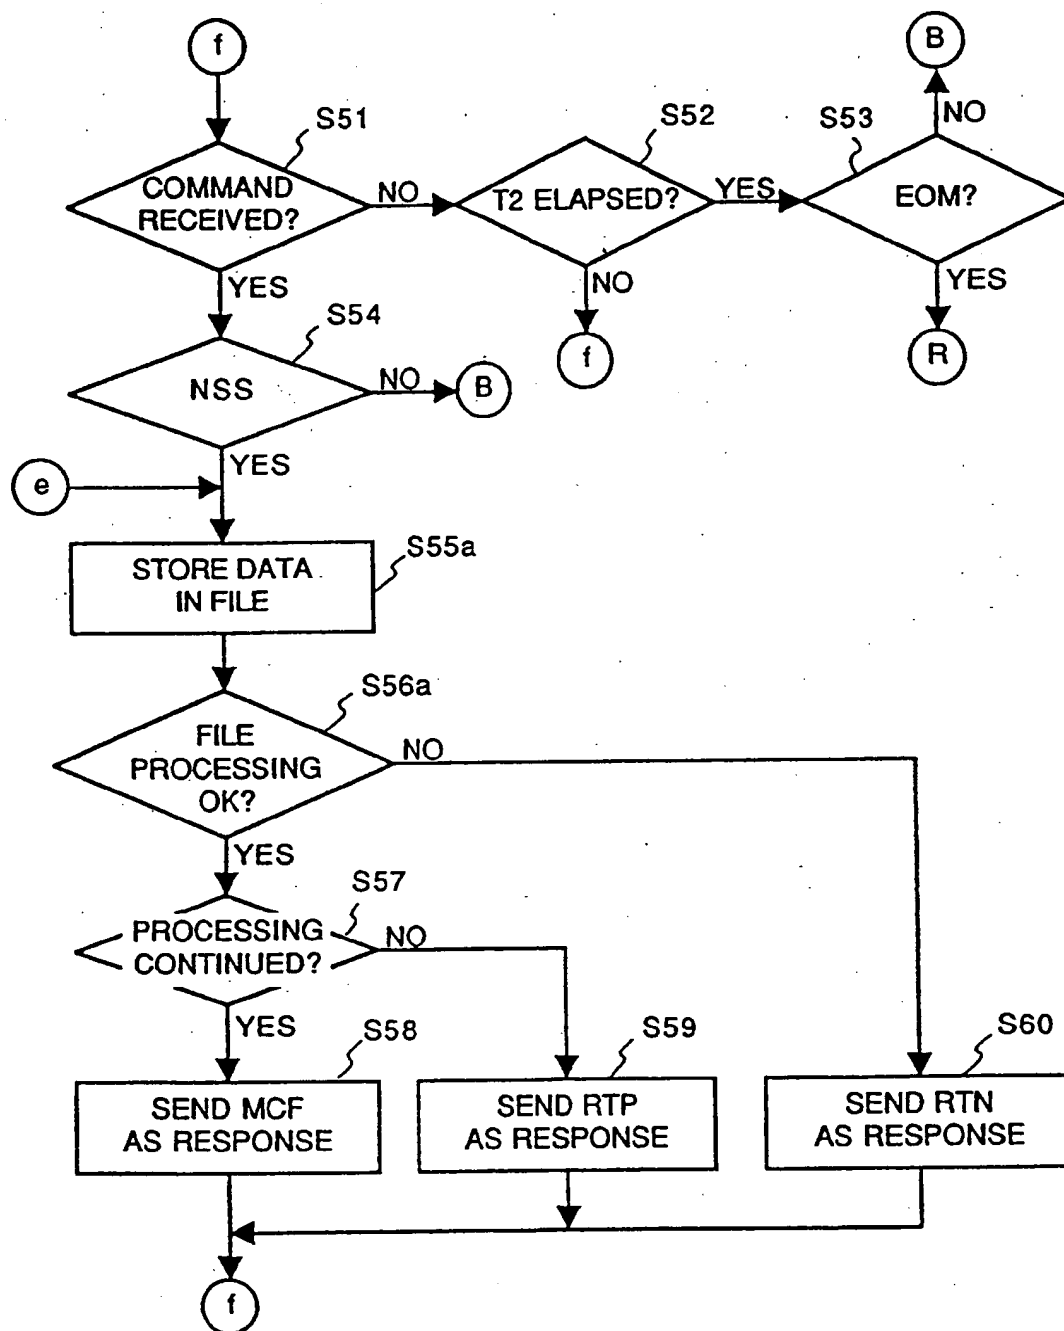 f
B
S51
S52
S53
NO
COMMAND
RECEIVED?
NO
T2 ELAPSED?
YES
EOM?
YES
NO
YES
S54
f
R
NSS
NO
B
YES
e
S55a
STORE DATA
IN FILE
S56a
FILE
PROCESSING
OK?
NO
YES
S57
PROCESSING
CONTINUED?
NO
YES
S58
S59
S60
SEND MCF
AS RESPONSE
SEND RTP
AS RESPONSE
SEND RTN
AS RESPONSE
f